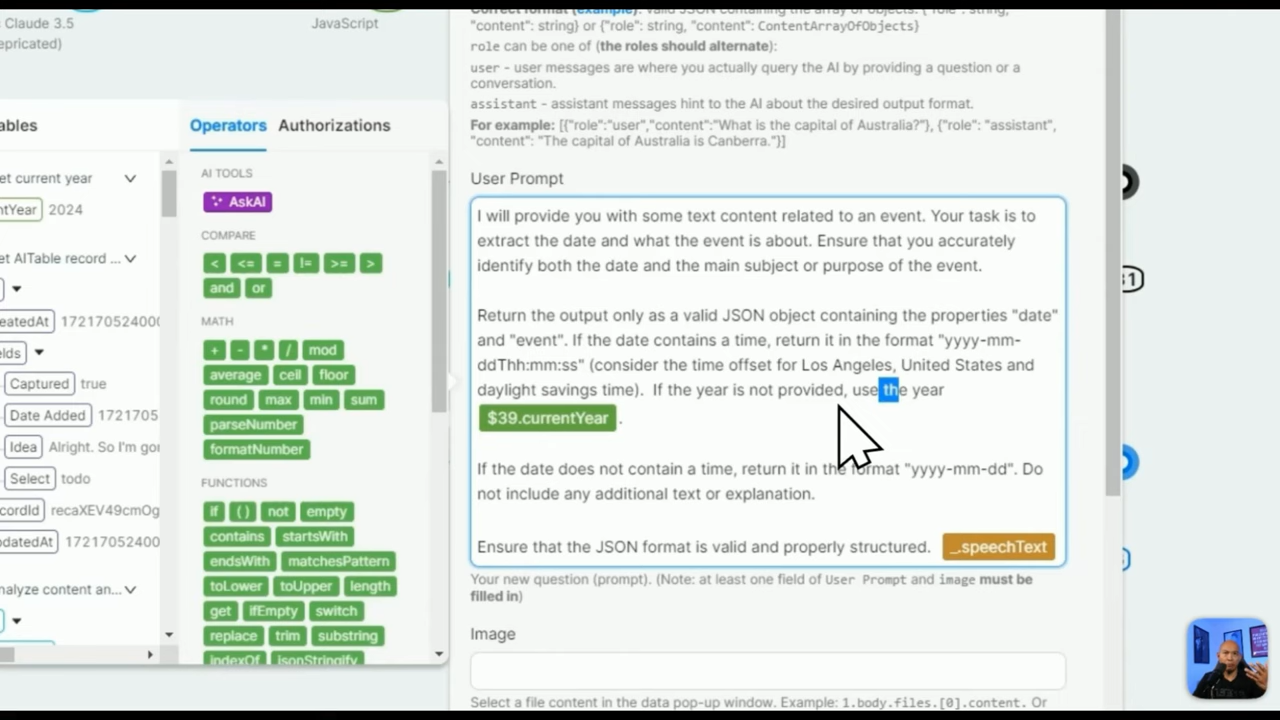 Claude 3.5
JavaScript
Operators
Authorizations
et current year
2024
AI TOOLS
AskAI
COMPARE
< <= = != >= >
and or
MATH
+ - * / mod
average ceil floor
round max min sum
parseNumber
formatNumber
FUNCTIONS
if ( ) not empty
contains startsWith
endsWith matchesPattern
toLower toUpper length
get ifEmpty switch
replace trim substring
indexOf JsonStringify
et AITable record ...
eatedAt 172170524000
Captured true
Date Added 1721705
Idea Alright. So I'm gor
Select todo
cordId recaXEV49cmOg
datedAt 172170524000
nalyze content an...
Correct format (example): valid JSON containing the array of objects: {"role": string,
"content": string} or {"role": string, "content": ContentArrayOfObjects}
role can be one of (the roles should alternate):
user - user messages are where you actually query the AI by providing a question or a
conversation.
assistant - assistant messages hint to the AI about the desired output format.
For example: [{"role":"user","content":"What is the capital of Australia?"}, {"role": "assistant",
"content": "The capital of Australia is Canberra."}]
User Prompt
I will provide you with some text content related to an event. Your task is to
extract the date and what the event is about. Ensure that you accurately
identify both the date and the main subject or purpose of the event.
Return the output only as a valid JSON object containing the properties "date"
and "event". If the date contains a time, return it in the format "yyyy-mm-
ddThh:mm:ss" (consider the time offset for Los Angeles, United States and
daylight savings time). If the year is not provided, use the year
$39.currentYear .
If the date does not contain a time, return it in the format "yyyy-mm-dd". Do
not include any additional text or explanation.
Ensure that the JSON format is valid and properly structured. _.speechText
Your new question (prompt). (Note: at least one field of User Prompt and image must be
filled in)
Image
Select a file content in the data pop-up window. Example: 1.body.files.[0].content. Or